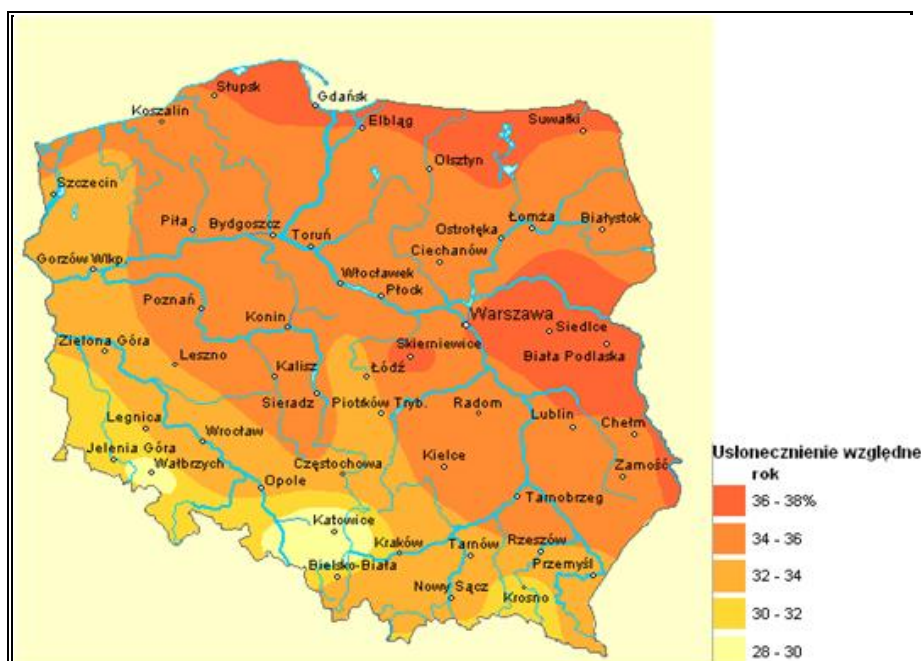 Słupsk
Gdańsk
Koszalin
Elbląg
Suwałki
Olsztyn
Szczecin
Piła
Bydgoszcz
Toruń
Ostrołęka
Łomża
Białystok
Ciechanów
Gorzów Wlkp.
Włocławek
Płock
Poznań
Konin
Warszawa
Siedlce
Zielona Góra
Skierniewice
Biała Podlaska
Leszno
Kalisz
Łódź
Sieradz
Piotrków Tryb.
Radom
Lublin
Legnica
Chełm
Wrocław
Jelenia Góra
Wałbrzych
Częstochowa
Kielce
Zamość
Opole
Tarnobrzeg
Katowice
Kraków
Tarnów
Rzeszów
Przemyśl
Bielsko-Biała
Nowy Sącz
Krosno
Usłonecznienie względne
rok
36 - 38%
34 - 36
32 - 34
30 - 32
28 - 30